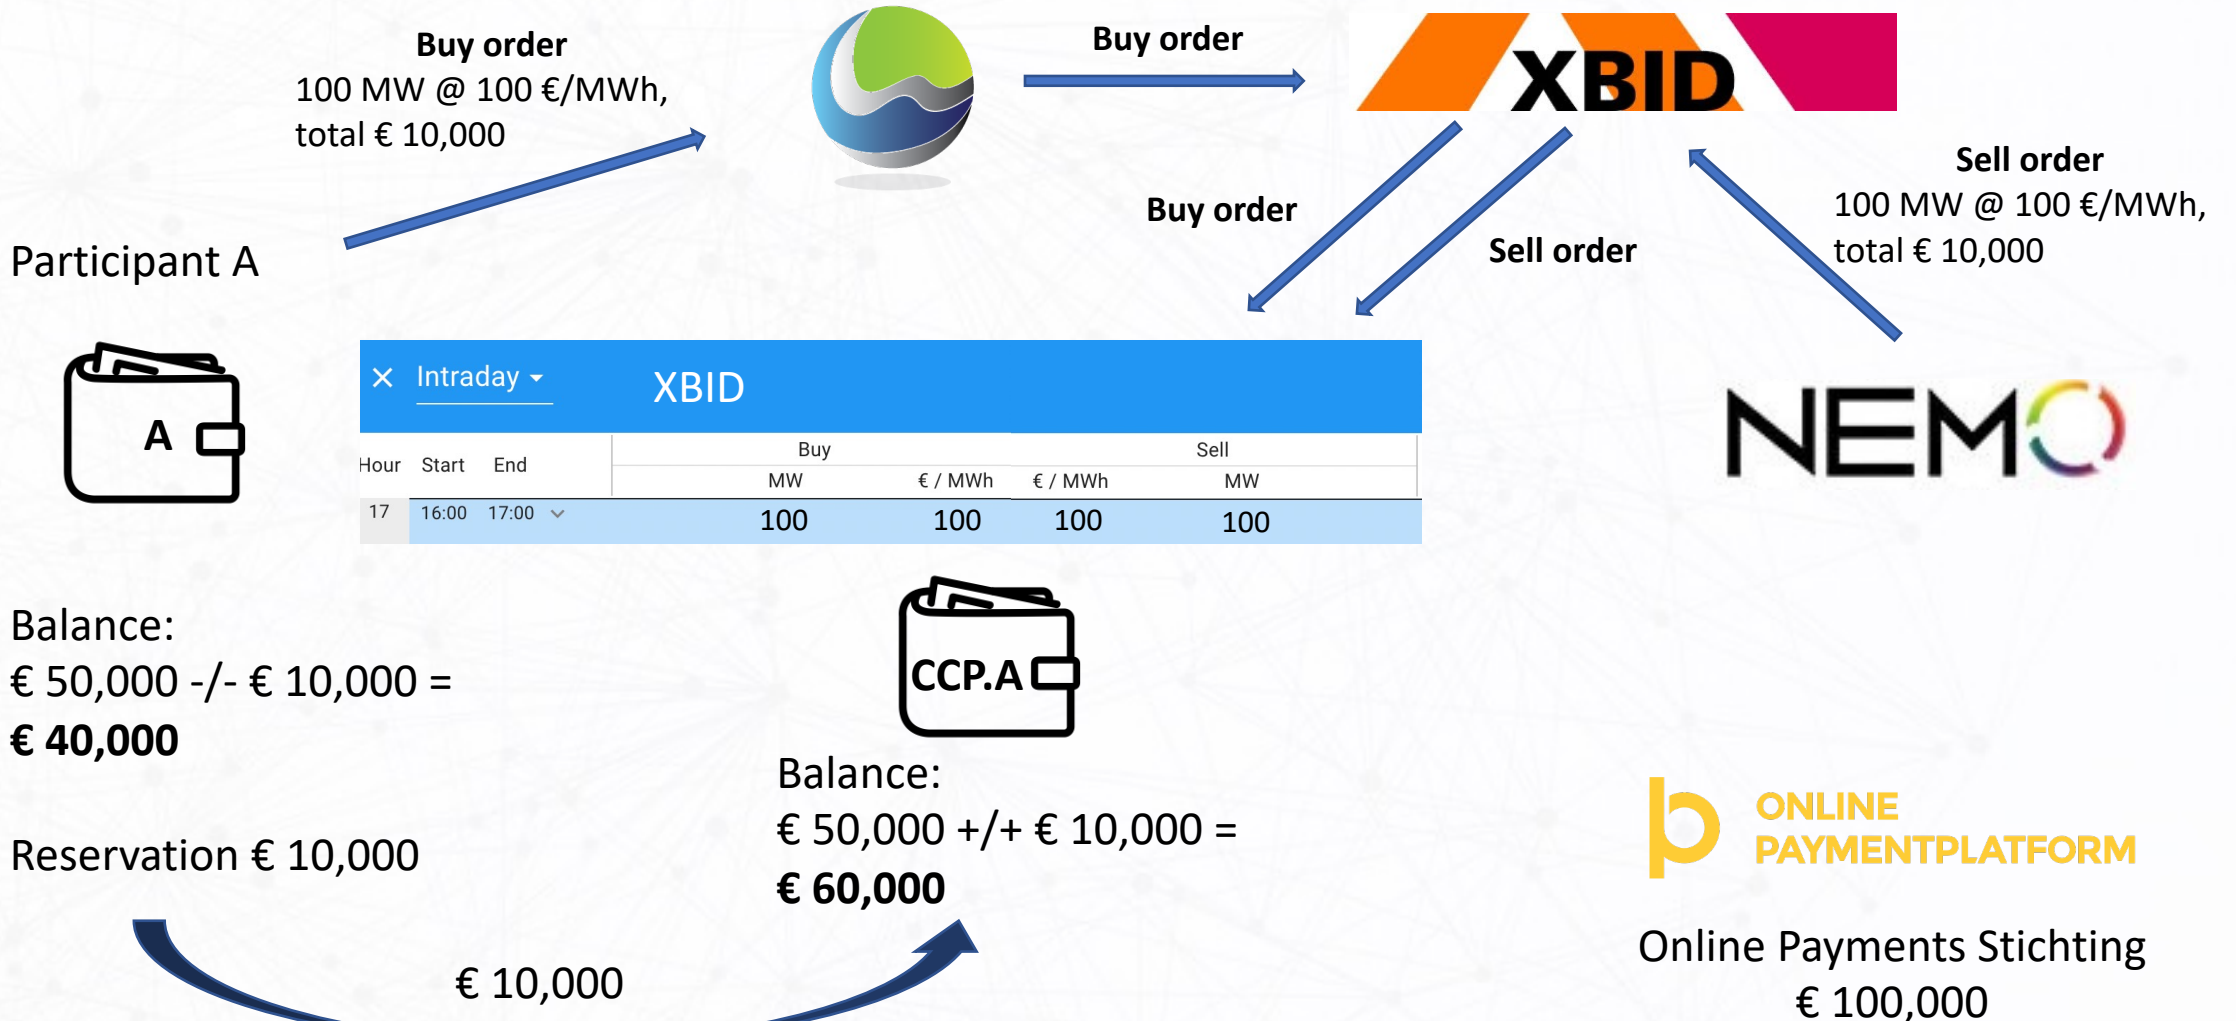 Buy order
100 MW @ 100 €/MWh,
total € 10,000
Buy order
XBID
Sell order
100 MW @ 100 €/MWh,
total € 10,000
Buy order
Sell order
Participant A
A
× Intraday XBID
Hour Start End Buy Sell
MW € / MWh € / MWh MW
17 16:00 17:00 100 100 100 100
NEMO
Balance:
€ 50,000 -/- € 10,000 =
€ 40,000
Reservation € 10,000
CCP.A
Balance:
€ 50,000 +/+ € 10,000 =
€ 60,000
€ 10,000
ONLINE
PAYMENTPLATFORM
Online Payments Stichting
€ 100,000